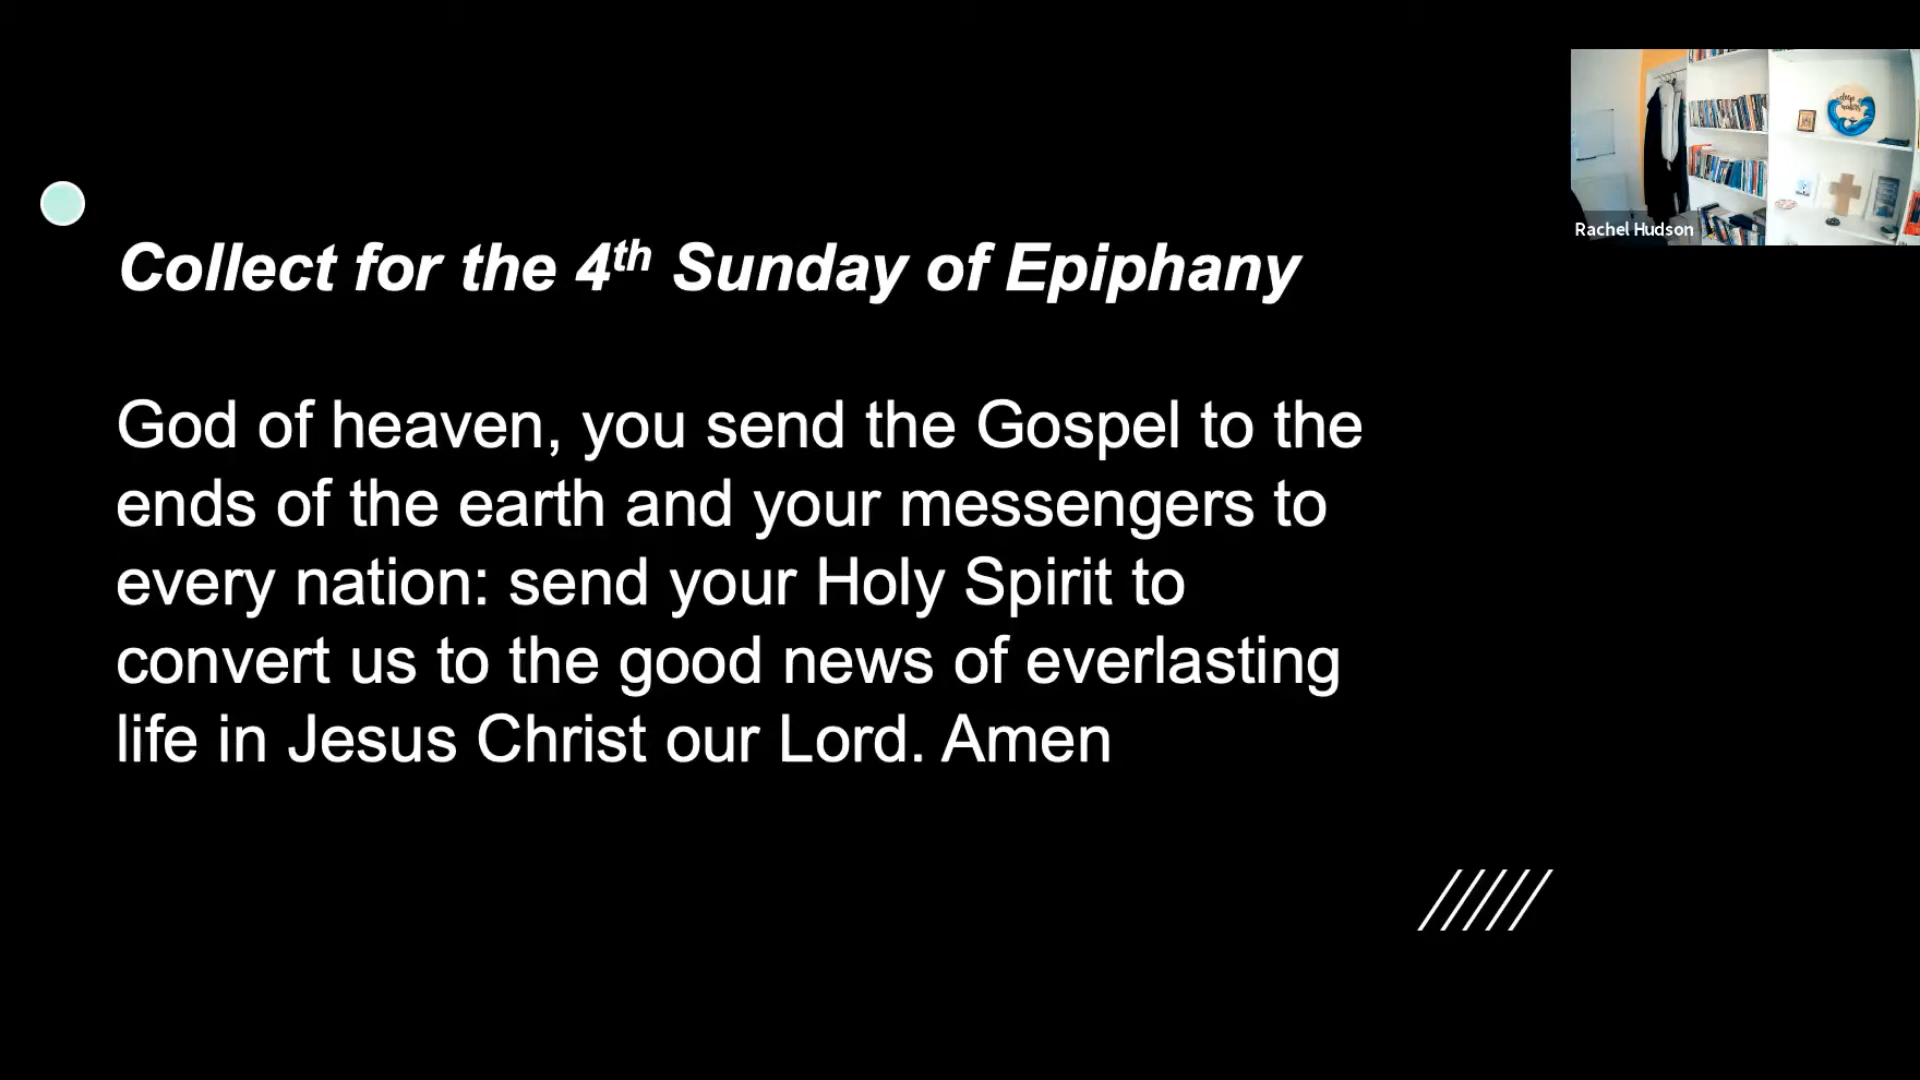 Collect for the 4th Sunday of Epiphany
God of heaven, you send the Gospel to the
ends of the earth and your messengers to
every nation: send your Holy Spirit to
convert us to the good news of everlasting
life in Jesus Christ our Lord. Amen
deep
waters
Rachel Hudson